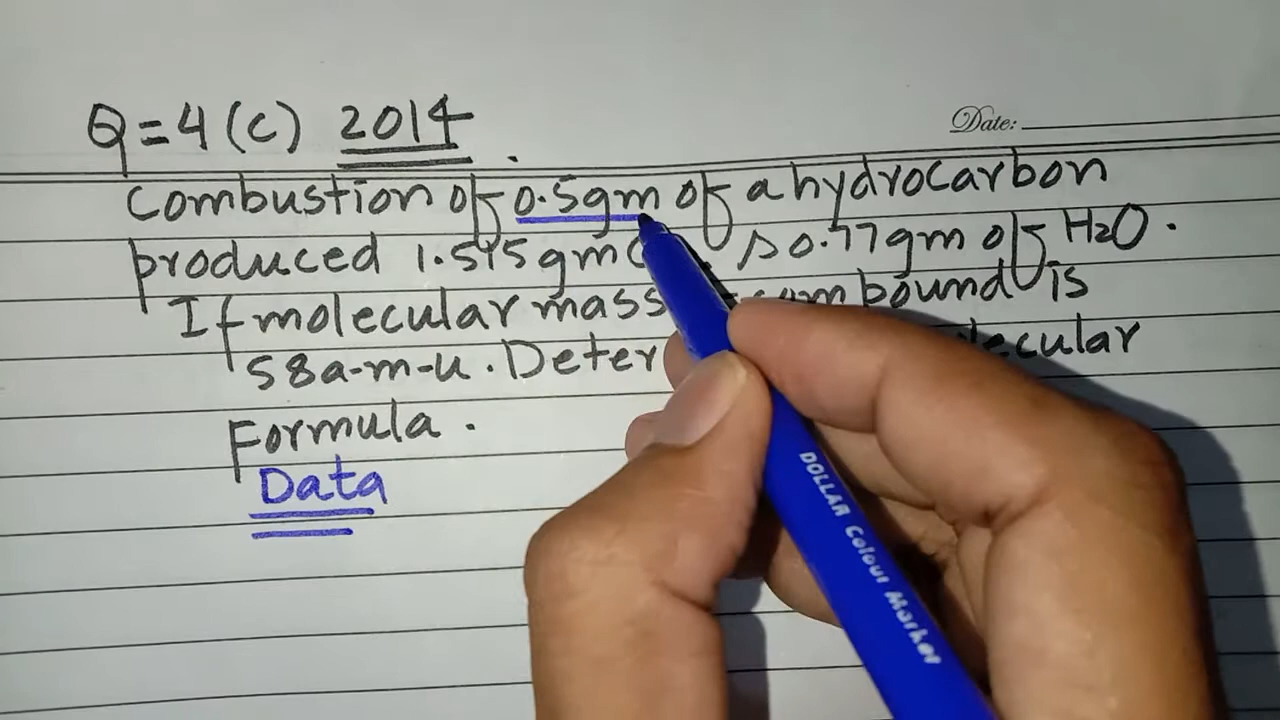 Q=4(c) 2014.
Date:
Combustion of 0.5gm of a hydrocarbon
produced 1.515gm 0.77gm of H2O.
If molecular mass compound is
58a-m-u. Deter lecular
Formula.
Data
DOLLAR Colour Marker